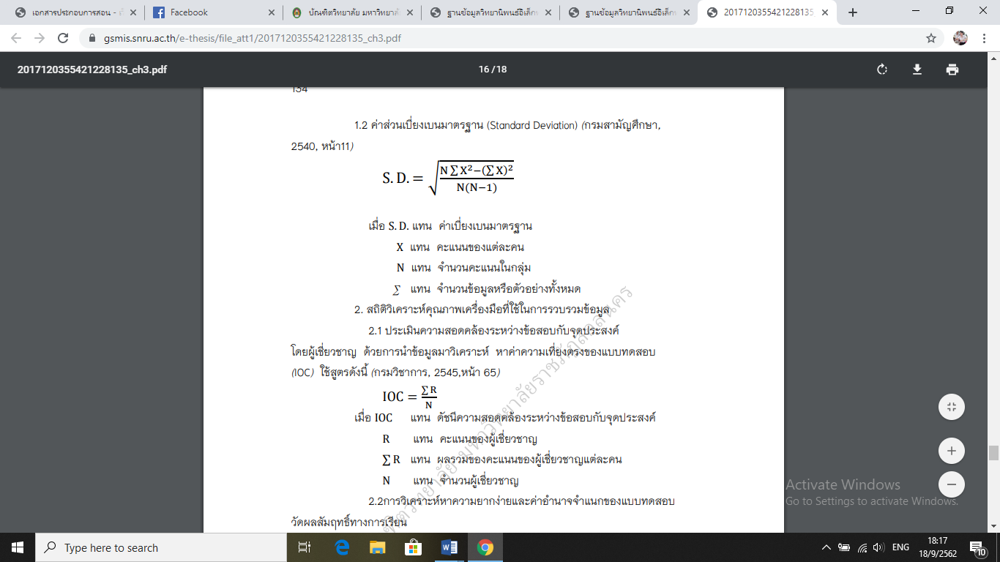 เอกสารประกอบการสอน - เ
Facebook
บัณฑิตวิทยาลัย มหาวิทยาลั
ฐานข้อมูลวิทยานิพนธ์อิเล็ก
ฐานข้อมูลวิทยานิพนธ์อิเล็ก
2017120355421228135
gsmis.snru.ac.th/e-thesis/file_att1/2017120355421228135_ch3.pdf
2017120355421228135_ch3.pdf
16 / 18
134
1.2 ค่าส่วนเบี่ยงเบนมาตรฐาน (Standard Deviation) (กรมสามัญศึกษา,
2540, หน้า11)
S. D. = √((N ∑ X² − (∑ X)²) / (N(N−1)))
เมื่อ S. D. แทน ค่าเบี่ยงเบนมาตรฐาน
X แทน คะแนนของแต่ละคน
N แทน จำนวนคะแนนในกลุ่ม
∑ แทน จำนวนข้อมูลหรือตัวอย่างทั้งหมด
2. สถิติวิเคราะห์คุณภาพเครื่องมือที่ใช้ในการรวบรวมข้อมูล
2.1 ประเมินความสอดคล้องระหว่างข้อสอบกับจุดประสงค์
โดยผู้เชี่ยวชาญ ด้วยการนำข้อมูลมาวิเคราะห์ หาค่าความเที่ยงตรงของแบบทดสอบ
(IOC) ใช้สูตรดังนี้ (กรมวิชาการ, 2545,หน้า 65)
IOC = ∑ R / N
เมื่อ IOC แทน ดัชนีความสอดคล้องระหว่างข้อสอบกับจุดประสงค์
R แทน คะแนนของผู้เชี่ยวชาญ
∑ R แทน ผลรวมของคะแนนของผู้เชี่ยวชาญแต่ละคน
N แทน จำนวนผู้เชี่ยวชาญ
2.2การวิเคราะห์หาความยากง่ายและค่าอำนาจจำแนกของแบบทดสอบ
วัดผลสัมฤทธิ์ทางการเรียน
มหาวิทยาลัยราชภัฏสกลนคร
Activate Windows
Go to Settings to activate Windows.
Type here to search
ENG
18:17
18/9/2562
10